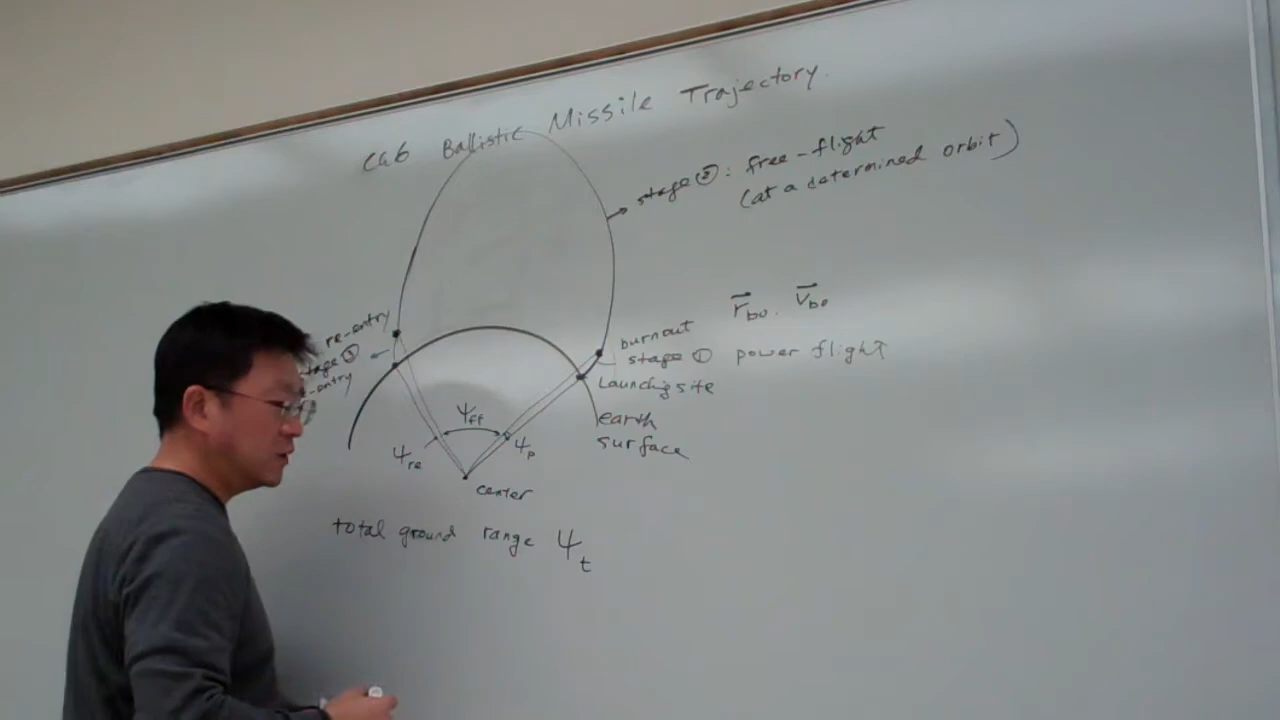 Ch6 Ballistic Missile Trajectory.
→ stage ②: free-flight
(at a determined orbit)
r⃗bo. v⃗bo
re-entry
stage ③
-entry
burnout
stage ① power flight
Launching site
earth
surface
Ψff
Ψre
Ψp
center
total ground range Ψt